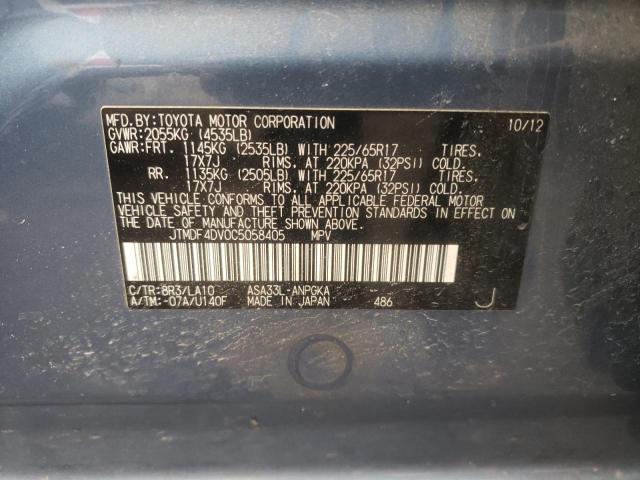 MFD.BY:TOYOTA MOTOR CORPORATION 10/12
GVWR:2055KG (4535LB)
GAWR:FRT. 1145KG (2535LB) WITH 225/65R17 TIRES.
17X7J RIMS. AT 220KPA (32PSI) COLD.
RR. 1135KG (2505LB) WITH 225/65R17 TIRES.
17X7J RIMS. AT 220KPA (32PSI) COLD.
THIS VEHICLE CONFORMS TO ALL APPLICABLE FEDERAL MOTOR
VEHICLE SAFETY AND THEFT PREVENTION STANDARDS IN EFFECT ON
THE DATE OF MANUFACTURE SHOWN ABOVE.
JTMDF4DV0C5058405 MPV
C/TR:8R3/LA10 ASA33L-ANPGKA
A/TM:-07A/U140F MADE IN JAPAN 486 J